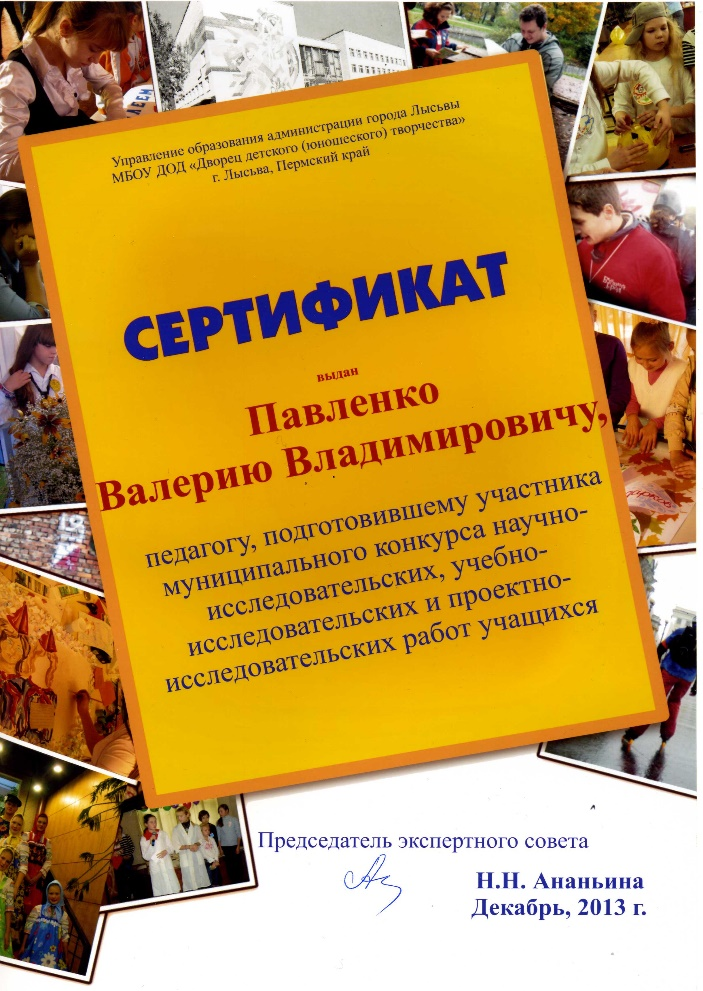 Управление образования администрации города Лысьвы
МБОУ ДОД «Дворец детского (юношеского) творчества»
г. Лысьва, Пермский край
СЕРТИФИКАТ
выдан
Павленко
Валерию Владимировичу,
педагогу, подготовившему участника
муниципального конкурса научно-
исследовательских, учебно-
исследовательских и проектно-
исследовательских работ учащихся
Председатель экспертного совета
Н.Н. Ананьина
Декабрь, 2013 г.